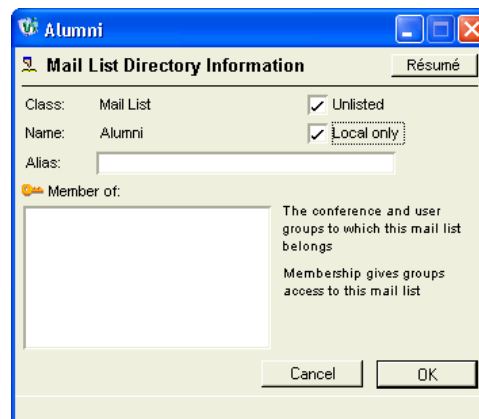 Alumni
Mail List Directory Information
Résumé
Class: Mail List Unlisted
Name: Alumni Local only
Alias:
Member of:
The conference and user
groups to which this mail list
belongs
Membership gives groups
access to this mail list
Cancel OK